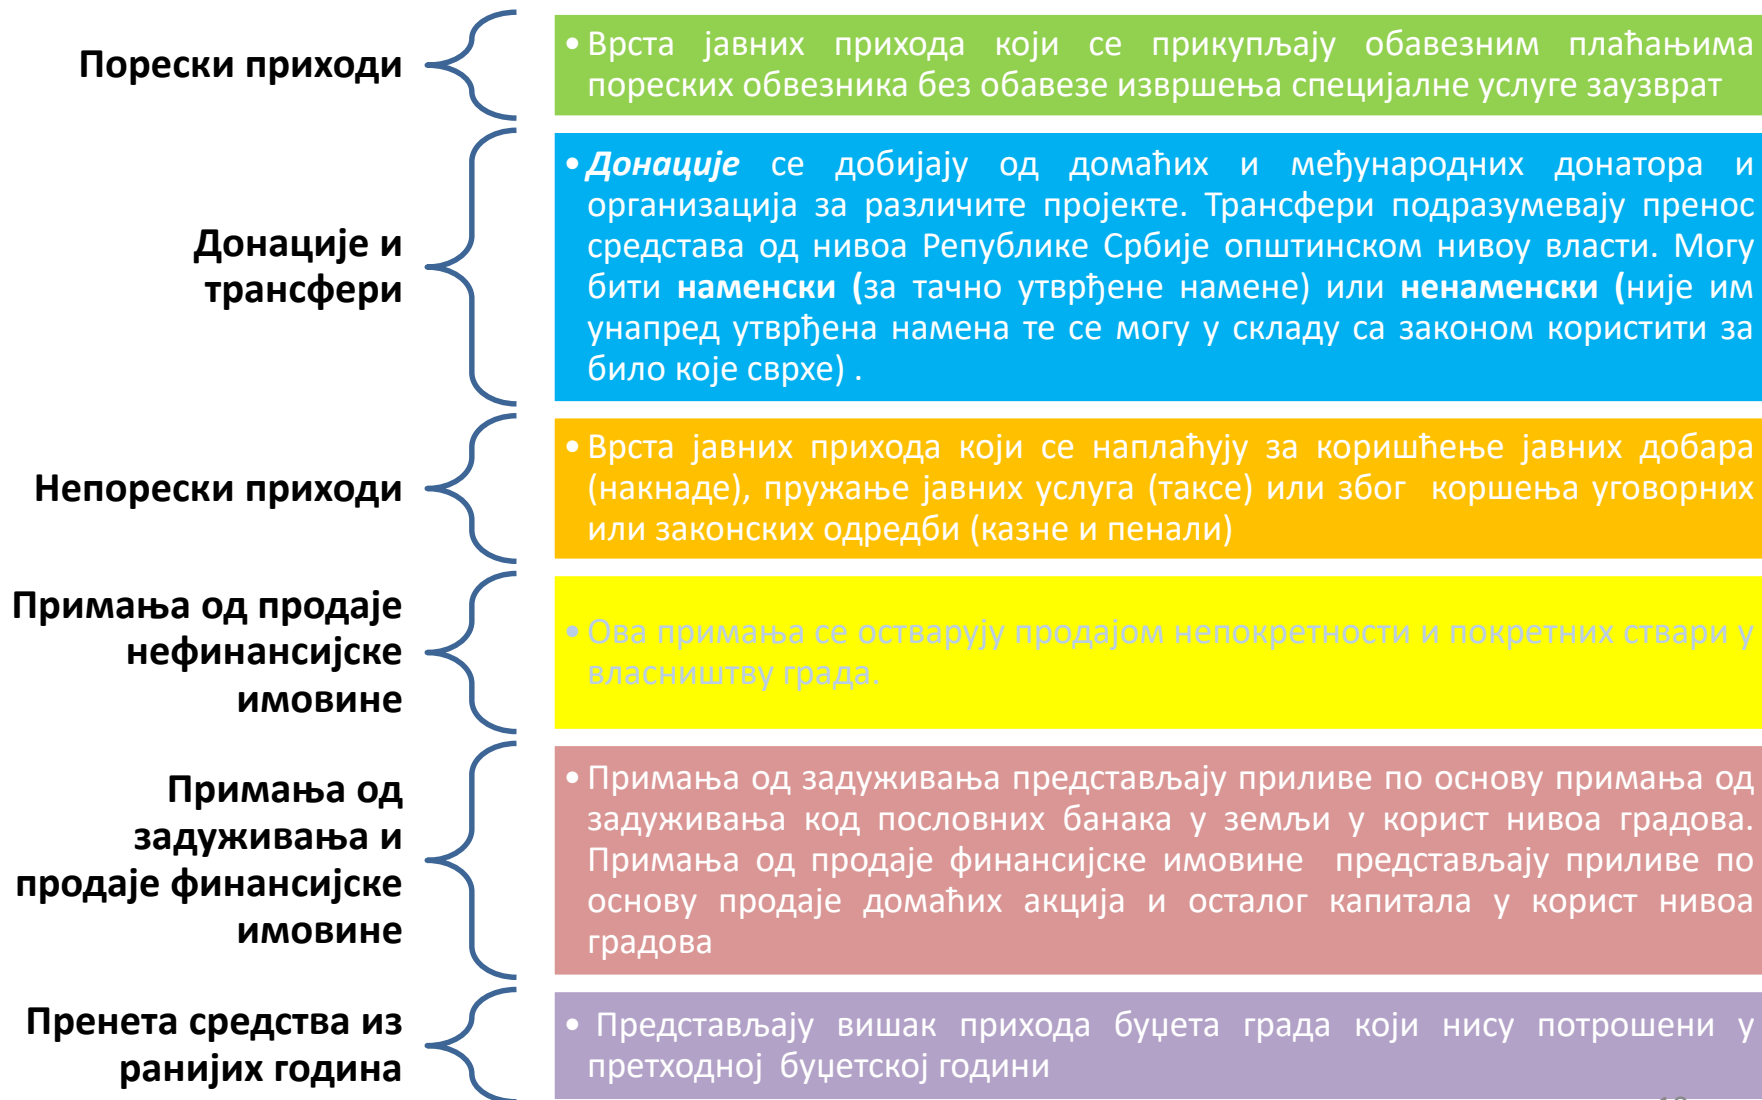 Порески приходи
• Врста јавних прихода који се прикупљају обавезним плаћањима
пореских обвезника без обавезе извршења специјалне услуге заузврат
Донације и
трансфери
• Донације се добијају од домаћих и међународних донатора и
организација за различите пројекте. Трансфери подразумевају пренос
средстава од нивоа Републике Србије општинском нивоу власти. Могу
бити наменски (за тачно утврђене намене) или ненаменски (није им
унапред утврђена намена те се могу у складу са законом користити за
било које сврхе) .
Непорески приходи
• Врста јавних прихода који се наплаћују за коришћење јавних добара
(накнаде), пружање јавних услуга (таксе) или због коршења уговорних
или законских одредби (казне и пенали)
Примања од продаје
нефинансијске
имовине
• Ова примања се остварују продајом непокретности и покретних ствари у
власништву града.
Примања од
задуживања и
продаје финансијске
имовине
• Примања од задуживања представљају приливе по основу примања од
задуживања код пословних банака у земљи у корист нивоа градова.
Примања од продаје финансијске имовине представљају приливе по
основу продаје домаћих акција и осталог капитала у корист нивоа
градова
Пренета средства из
ранијих година
• Представљају вишак прихода буџета града који нису потрошени у
претходној буџетској години